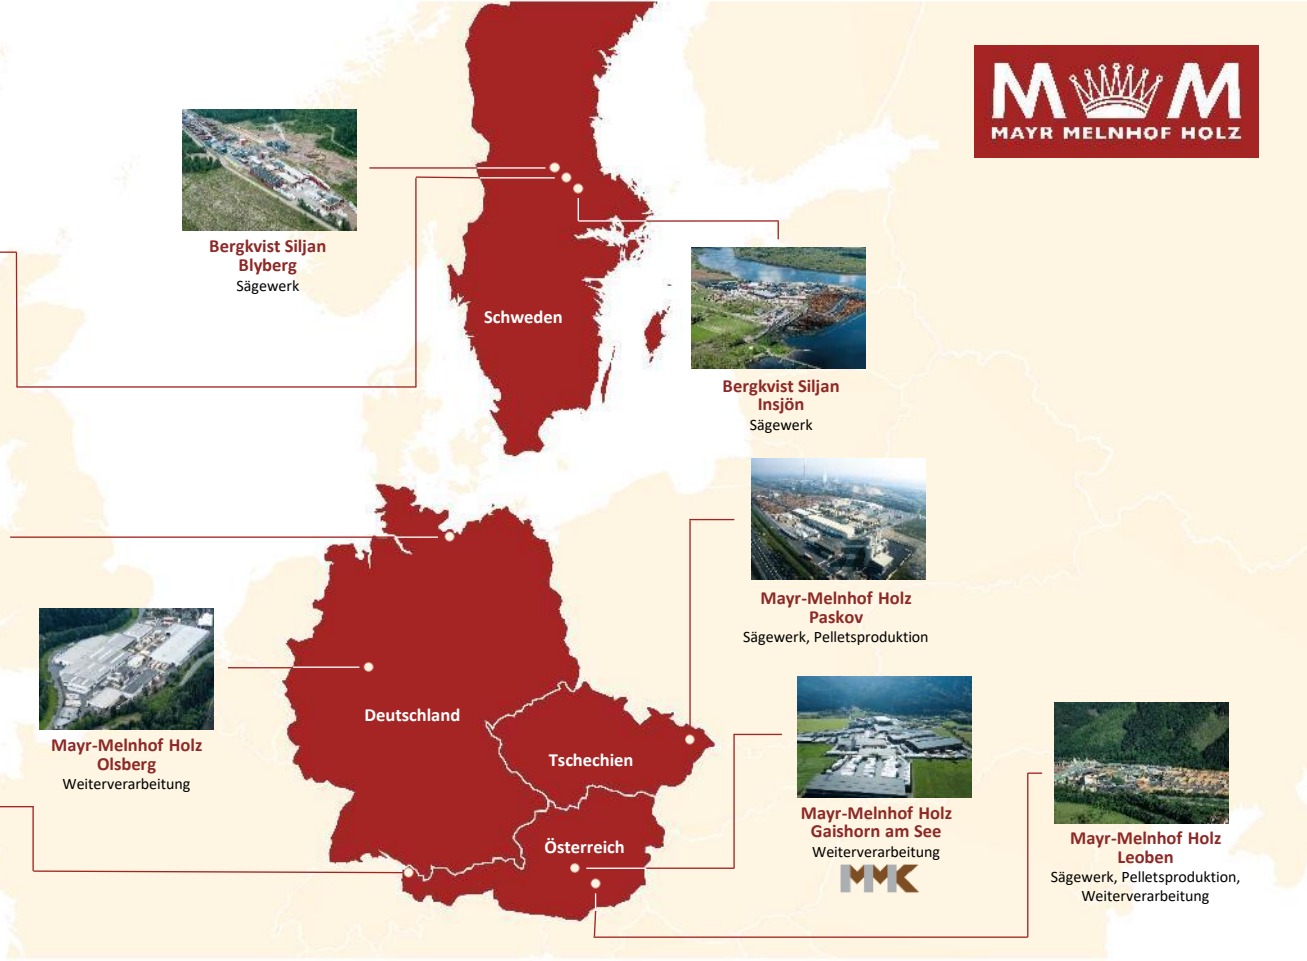 M M
MAYR MELNHOF HOLZ
Bergkvist Siljan
Blyberg
Sägewerk
Schweden
Bergkvist Siljan
Insjön
Sägewerk
Mayr-Melnhof Holz
Paskov
Sägewerk, Pelletsproduktion
Mayr-Melnhof Holz
Olsberg
Weiterverarbeitung
Deutschland
Tschechien
Österreich
Mayr-Melnhof Holz
Gaishorn am See
Weiterverarbeitung
MMK
Mayr-Melnhof Holz
Leoben
Sägewerk, Pelletsproduktion,
Weiterverarbeitung